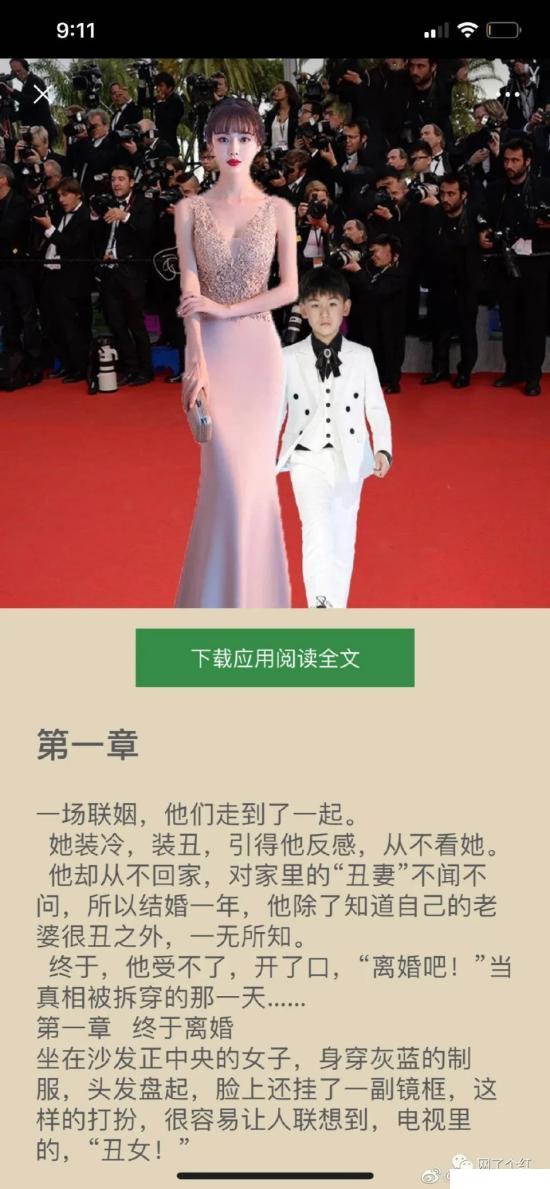 9:11
下载应用阅读全文
第一章
一场联姻，他们走到了一起。
她装冷，装丑，引得他反感，从不看她。
他却从不回家，对家里的“丑妻”不闻不
问，所以结婚一年，他除了知道自己的老
婆很丑之外，一无所知。
终于，他受不了，开了口，“离婚吧！”当
真相被拆穿的那一天……
第一章 终于离婚
坐在沙发正中央的女子，身穿灰蓝的制
服，头发盘起，脸上还挂了一副镜框，这
样的打扮，很容易让人联想到，电视里
的，“丑女！”